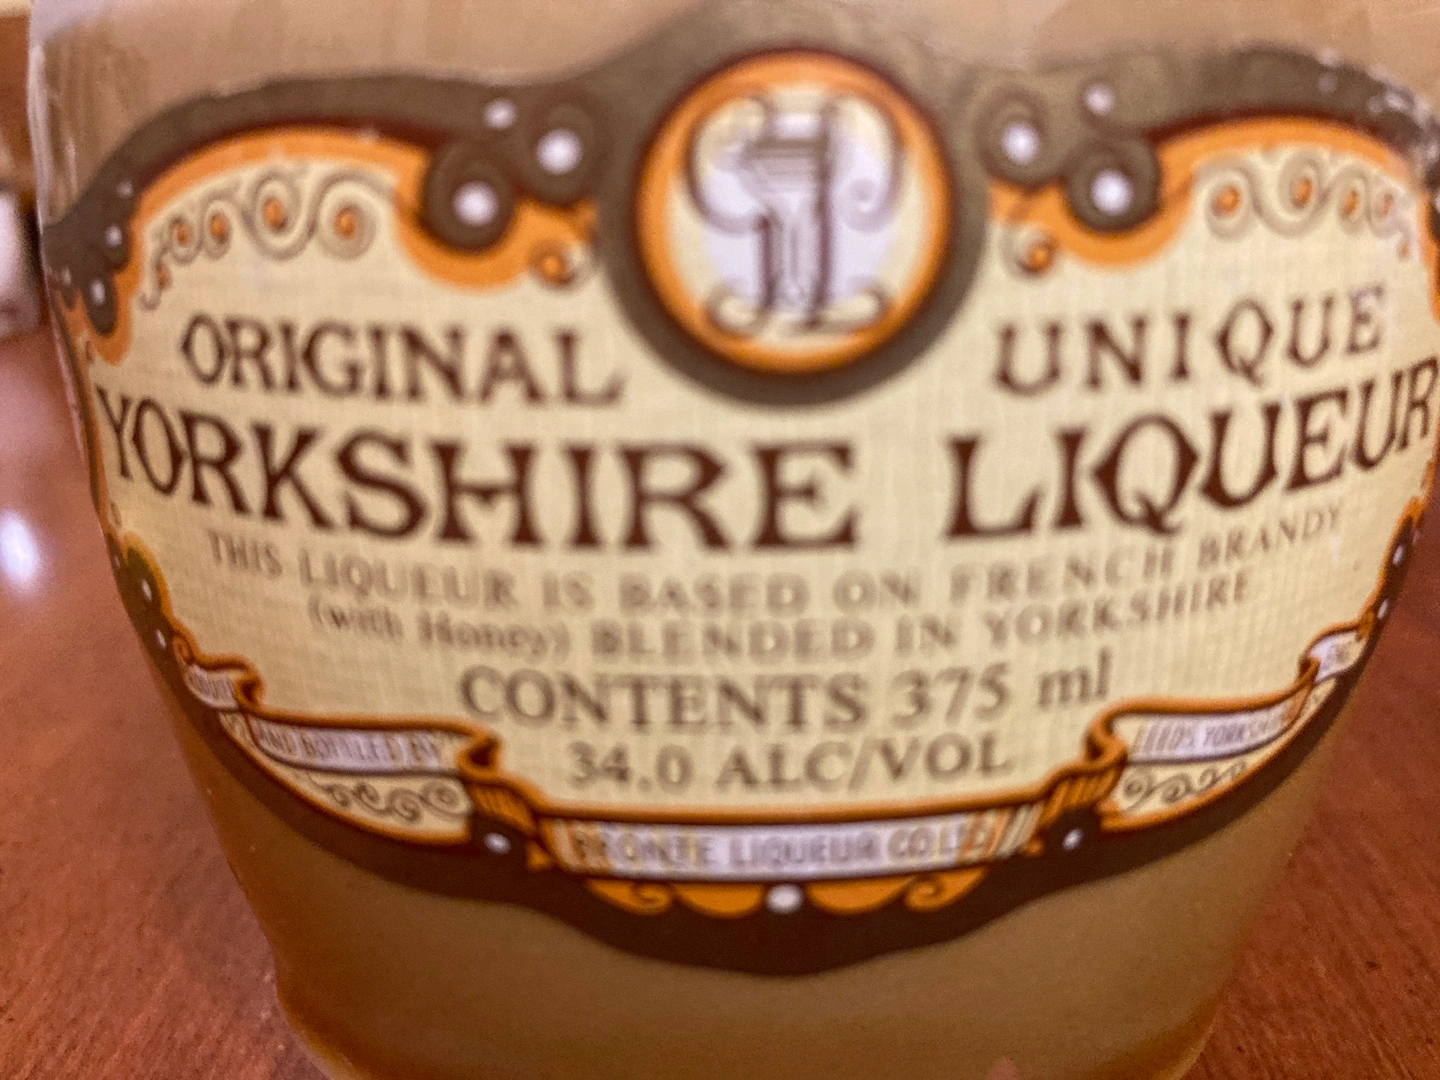 ORIGINAL UNIQUE
YORKSHIRE LIQUEUR
THIS LIQUEUR IS BASED ON FRENCH BRANDY
(with Honey) BLENDED IN YORKSHIRE
CONTENTS 375 ml
34.0 ALC/VOL
AND BOTTLED BY
BRONTE LIQUEUR CO LTD
LEEDS, YORKSHIRE